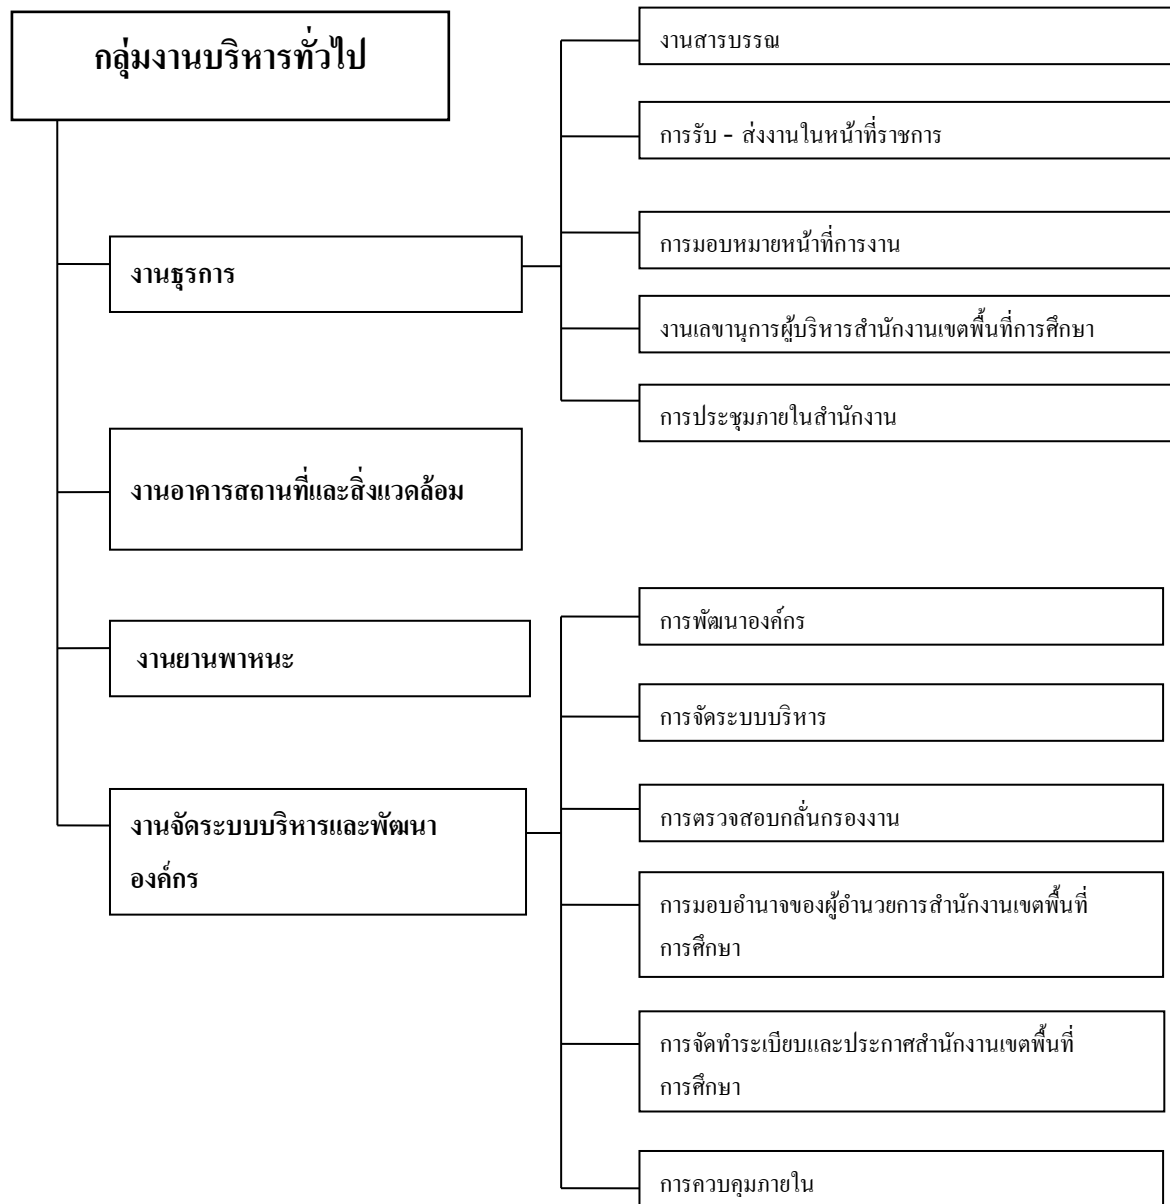 กลุ่มงานบริหารทั่วไป
งานธุรการ
งานสารบรรณ
การรับ - ส่งงานในหน้าที่ราชการ
การมอบหมายหน้าที่การงาน
งานเลขานุการผู้บริหารสำนักงานเขตพื้นที่การศึกษา
การประชุมภายในสำนักงาน
งานอาคารสถานที่และสิ่งแวดล้อม
งานยานพาหนะ
งานจัดระบบบริหารและพัฒนา
องค์กร
การพัฒนาองค์กร
การจัดระบบบริหาร
การตรวจสอบกลั่นกรองงาน
การมอบอำนาจของผู้อำนวยการสำนักงานเขตพื้นที่
การศึกษา
การจัดทำระเบียบและประกาศสำนักงานเขตพื้นที่
การศึกษา
การควบคุมภายใน